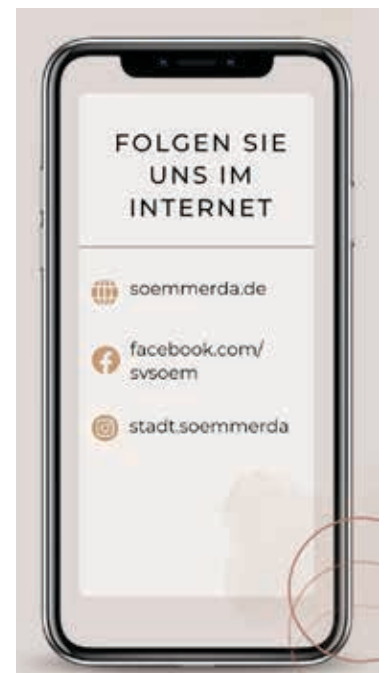 FOLGEN SIE
UNS IM
INTERNET
soemmerda.de
facebook.com/
svsoem
stadt.soemmerda